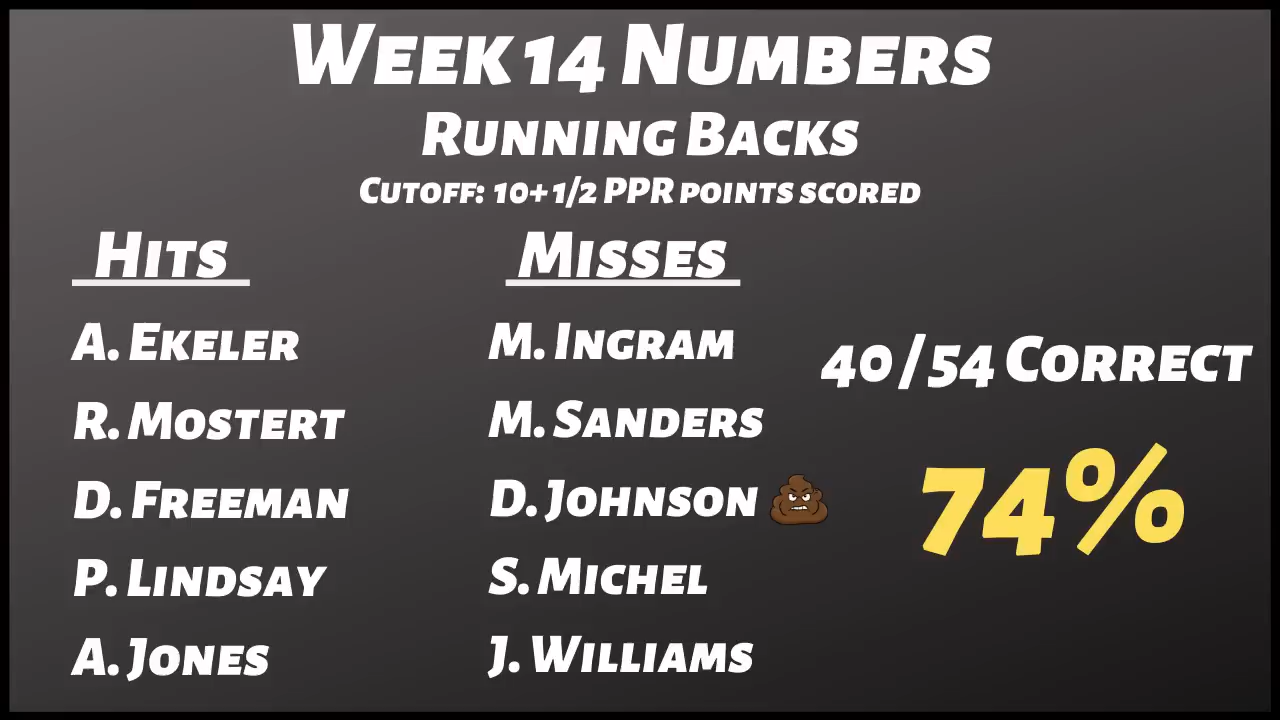 Week 14 Numbers
Running Backs
Cutoff: 10+ 1/2 PPR points scored
Hits
A. Ekeler
R. Mostert
D. Freeman
P. Lindsay
A. Jones
Misses
M. Ingram
M. Sanders
D. Johnson
S. Michel
J. Williams
40/54 Correct
74%